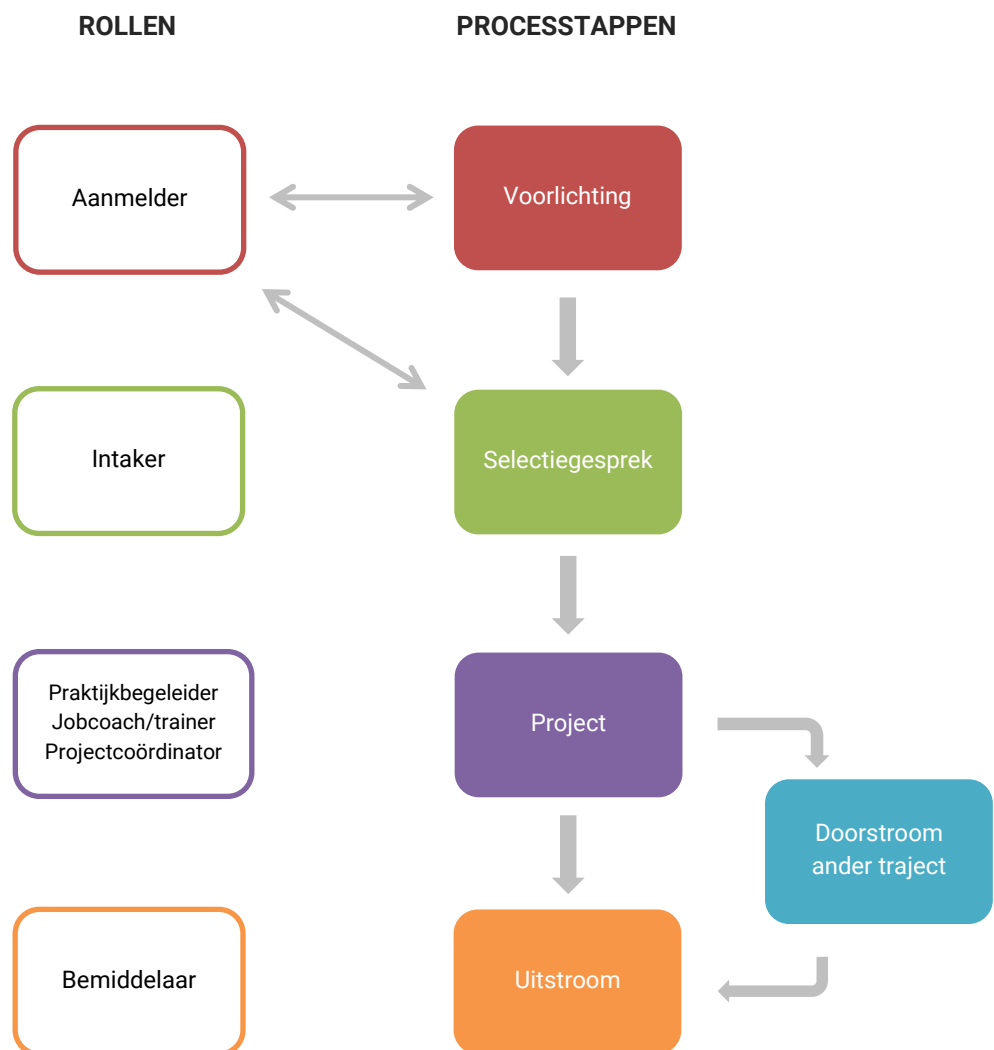 ROLLEN
PROCESSTAPPEN
Aanmelder
Voorlichting
Intaker
Selectiegesprek
Praktijkbegeleider
Jobcoach/trainer
Projectcoördinator
Project
Doorstroom
ander traject
Bemiddelaar
Uitstroom